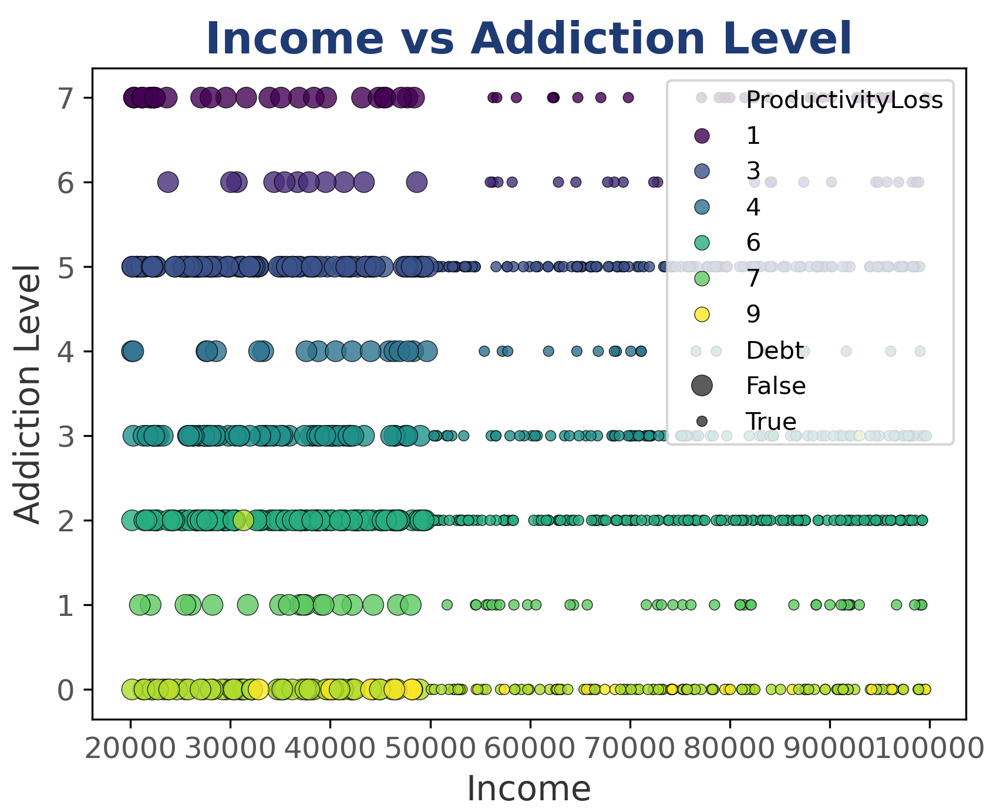 Income vs Addiction Level
Addiction Level
7
6
5
4
3
2
1
0
ProductivityLoss
1
3
4
6
7
9
Debt
False
True
20000 30000 40000 50000 60000 70000 80000 90000 100000
Income